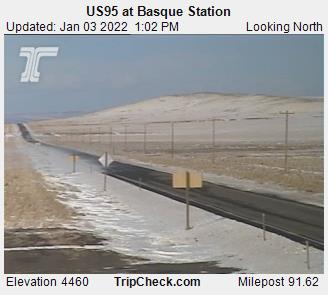 US95 at Basque Station
Updated: Jan 03 2022 1:02 PM Looking North
Elevation 4460 TripCheck.com Milepost 91.62